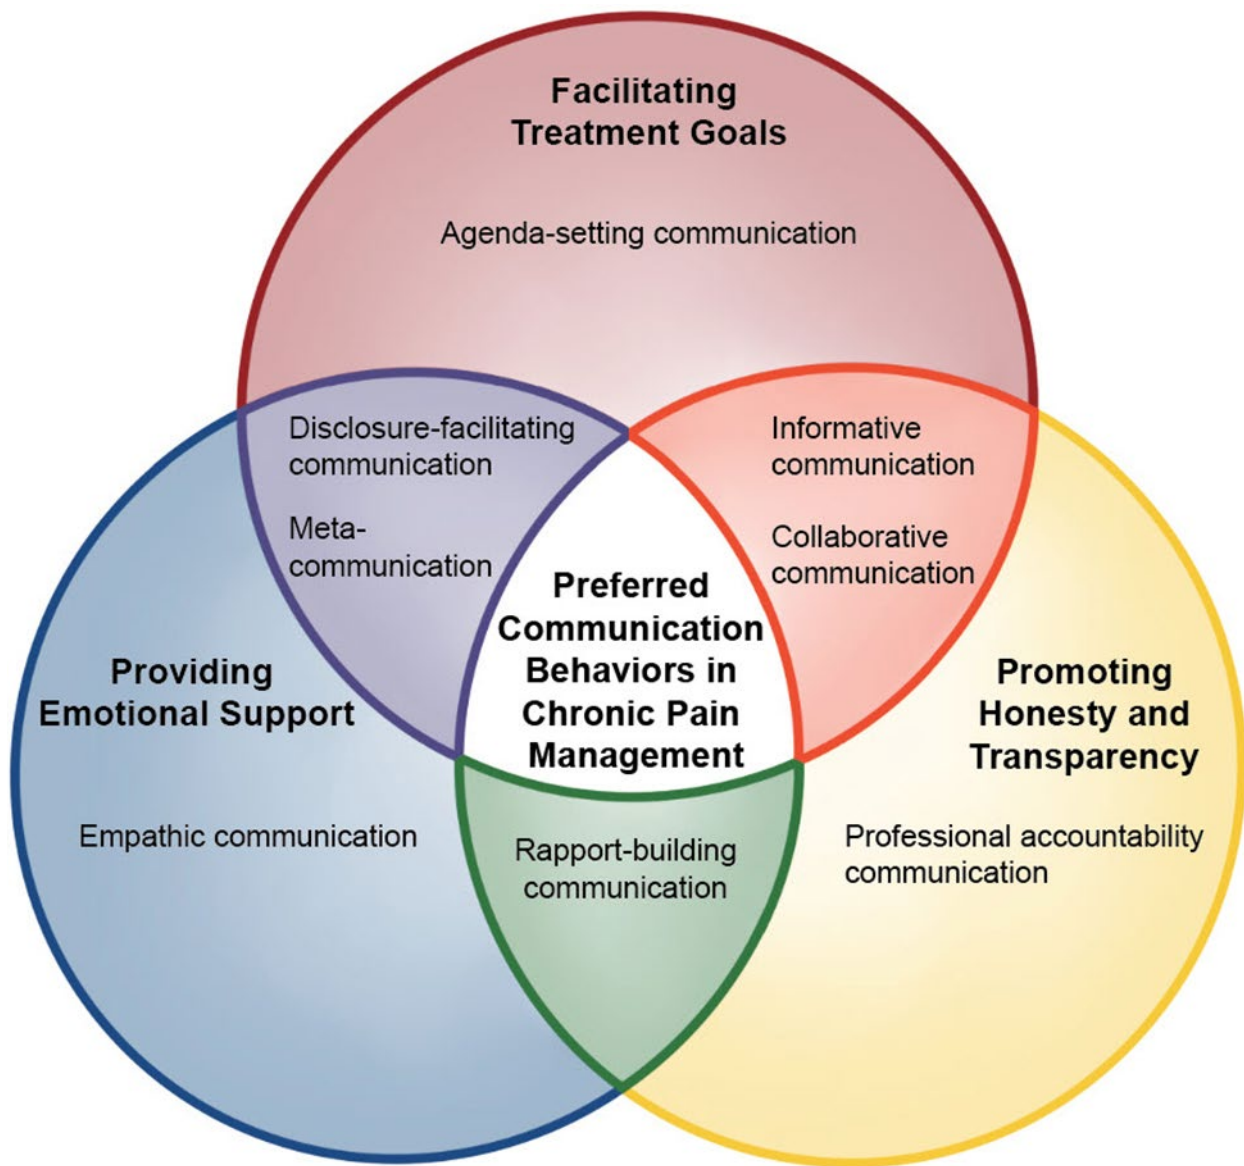 Facilitating
Treatment Goals
Agenda-setting communication
Disclosure-facilitating
communication
Meta-
communication
Informative
communication
Collaborative
communication
Preferred
Communication
Behaviors in
Chronic Pain
Management
Providing
Emotional Support
Empathic communication
Promoting
Honesty and
Transparency
Professional accountability
communication
Rapport-building
communication